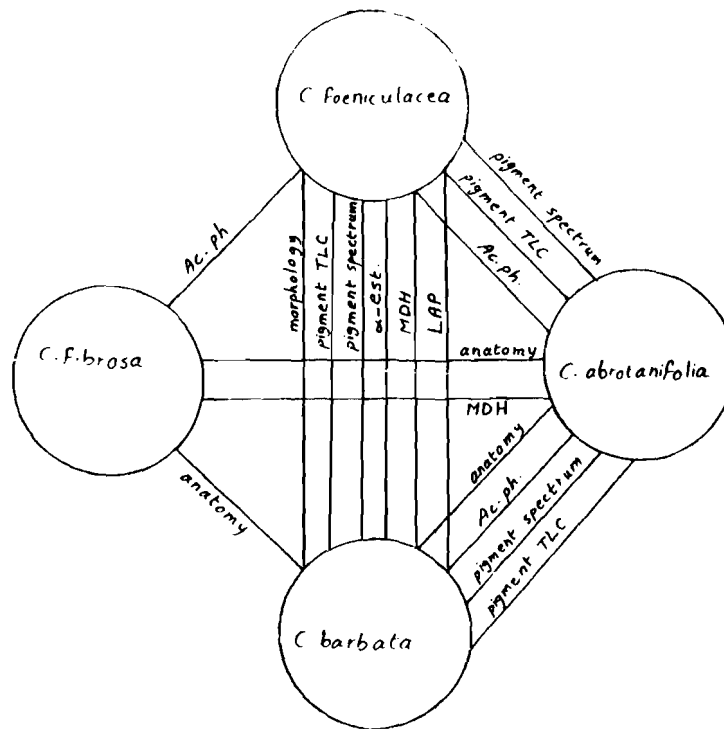 C foeniculacea
pigment spectrum
pigment TLC
Ac.ph.
Ac.ph
morphology
pigment TLC
pigment spectrum
α-est.
MDH
LAP
C.f.brosa
anatomy
C. abrotanifolia
MDH
anatomy
anatomy
Ac.ph.
pigment spectrum
pigment TLC
C barbata